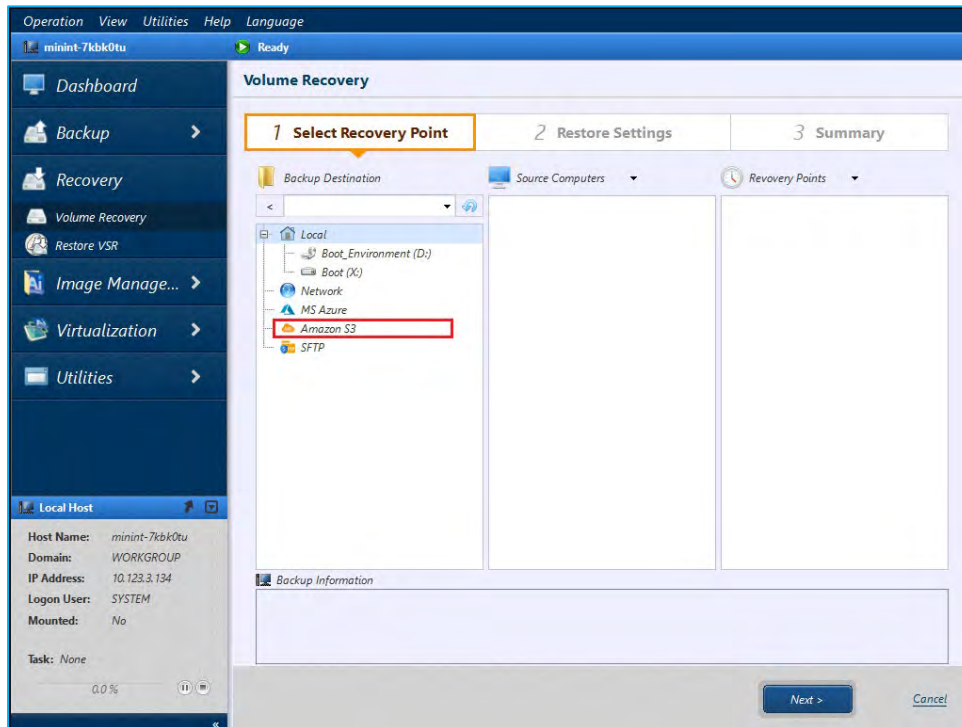 Operation View Utilities Help Language
minint-7kbk0tu
Ready
Dashboard
Backup
Recovery
Volume Recovery
Restore VSR
Image Manage...
Virtualization
Utilities
Local Host
Host Name: minint-7kbk0tu
Domain: WORKGROUP
IP Address: 10.123.3.134
Logon User: SYSTEM
Mounted: No
Task: None
0.0 %
«
Volume Recovery
1 Select Recovery Point
2 Restore Settings
3 Summary
Backup Destination
Source Computers
Revovery Points
<
Local
Boot_Environment (D:)
Boot (X:)
Network
MS Azure
Amazon S3
SFTP
Backup Information
Next >
Cancel